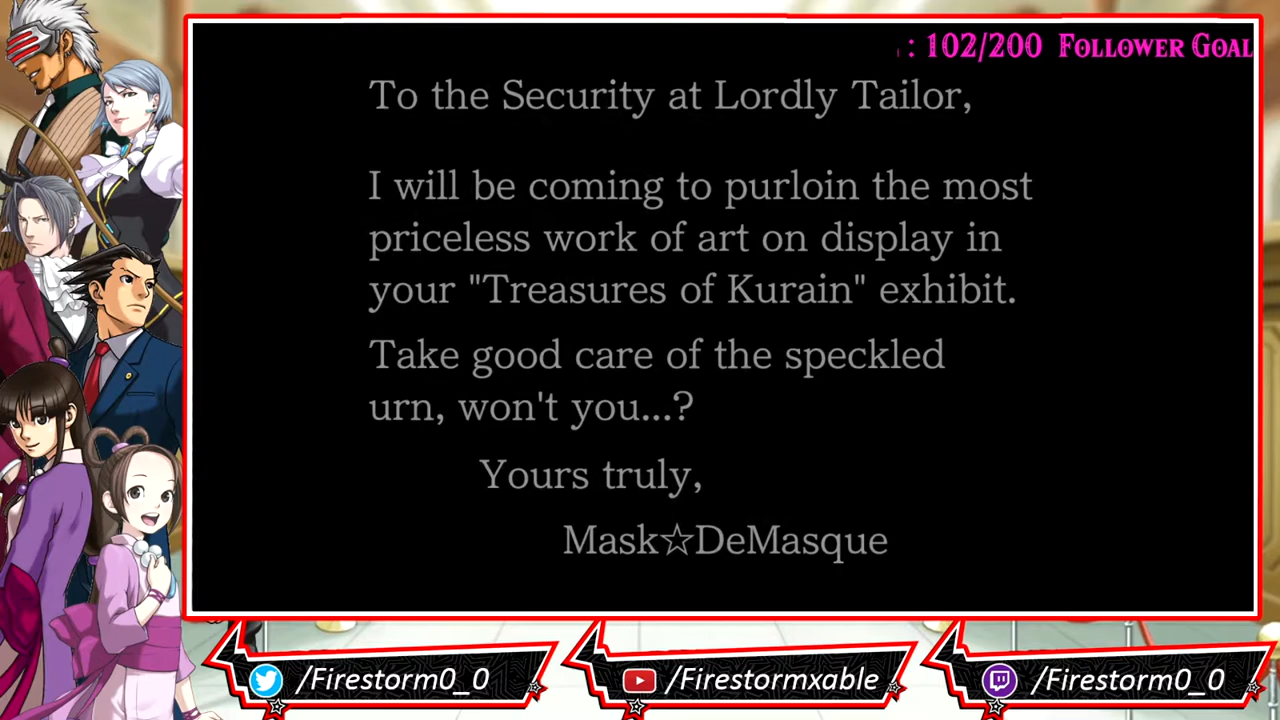 : 102/200 Follower Goal
To the Security at Lordly Tailor,
I will be coming to purloin the most
priceless work of art on display in
your "Treasures of Kurain" exhibit.
Take good care of the speckled
urn, won't you...?
Yours truly,
Mask☆DeMasque
/Firestorm0_0
/Firestormxable
/Firestorm0_0